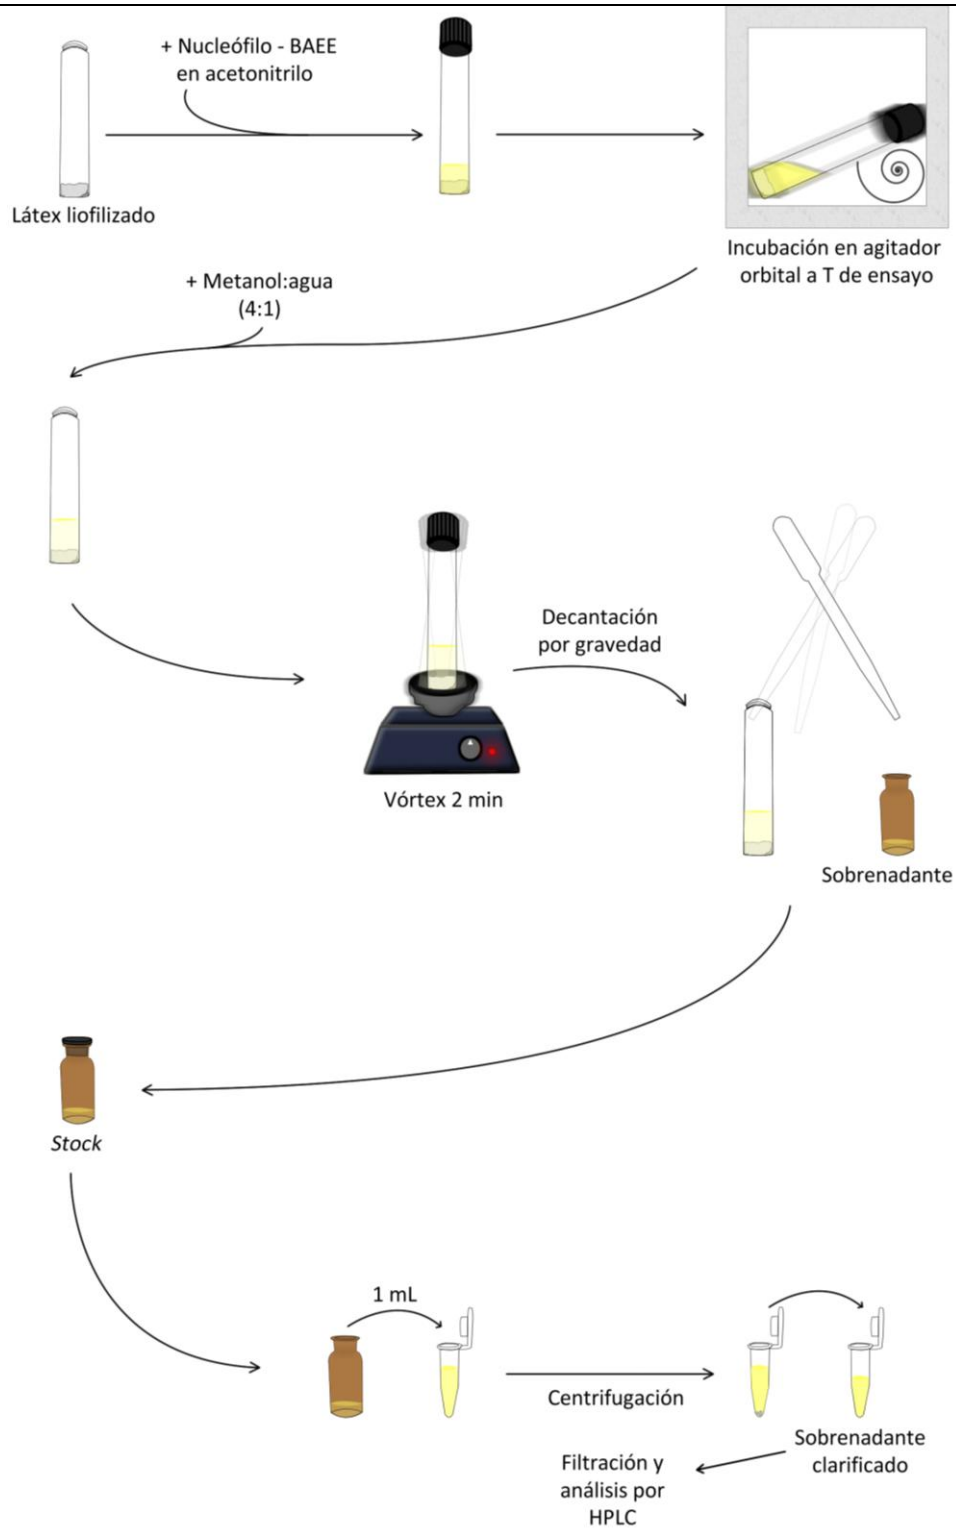 + Nucleófilo - BAEE
en acetonitrilo
Látex liofilizado
Incubación en agitador
orbital a T de ensayo
+ Metanol:agua
(4:1)
Decantación
por gravedad
Vórtex 2 min
Sobrenadante
Stock
1 mL
Centrifugación
Sobrenadante
clarificado
Filtración y
análisis por
HPLC